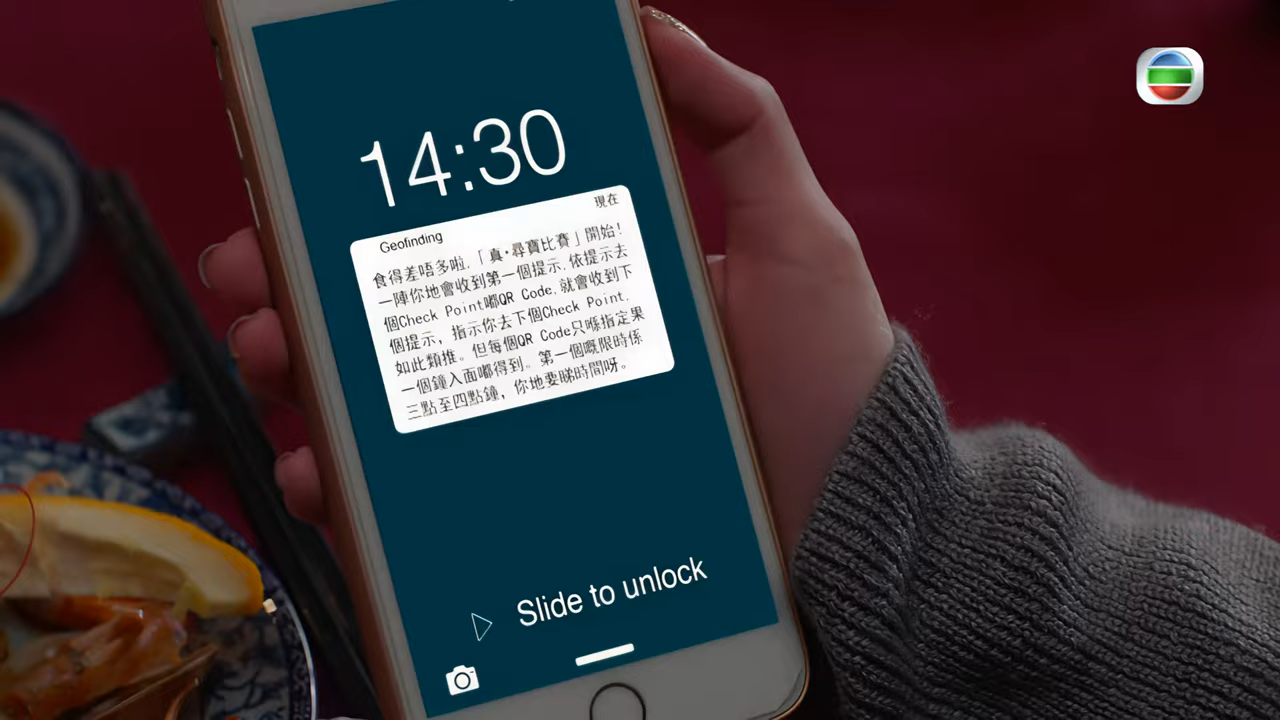 14:30
Geofinding
現在
食得差唔多啦,「真·尋寶比賽」開始!
一陣你地會收到第一個提示,依提示去
個Check Point嘟QR Code,就會收到下
個提示,指示你去下個Check Point,
如此類推。但每個QR Code只喺指定果
一個鐘入面嘟得到。第一個嘅限時係
三點至四點鐘,你地要睇時間呀。
Slide to unlock